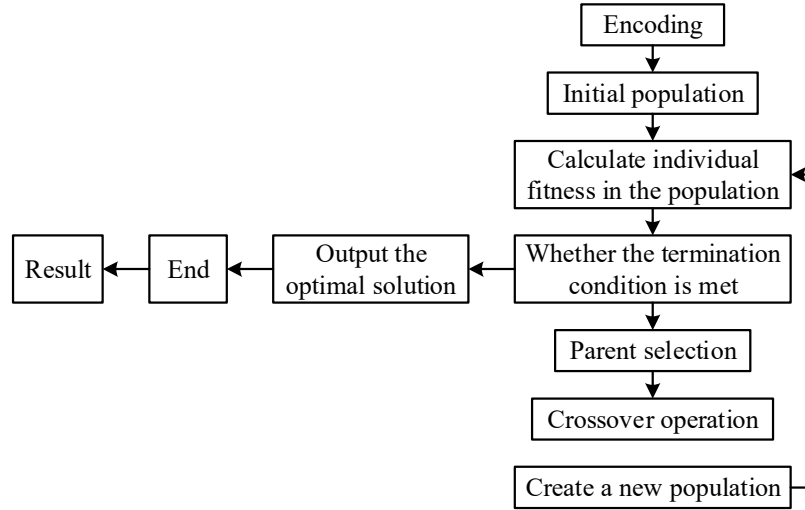 Encoding
Initial population
Calculate individual
fitness in the population
Whether the termination
condition is met
Output the
optimal solution
End
Result
Parent selection
Crossover operation
Create a new population